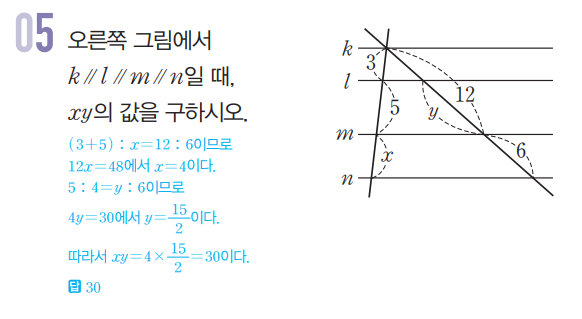 05
오른쪽 그림에서
k // l // m // n일 때,
xy의 값을 구하시오.
(3+5) : x=12 : 6이므로
12x=48에서 x=4이다.
5 : 4=y : 6이므로
4y=30에서 y=15/2이다.
따라서 xy=4×15/2=30이다.
답 30
k
3
l
12
5
y
m
x
6
n